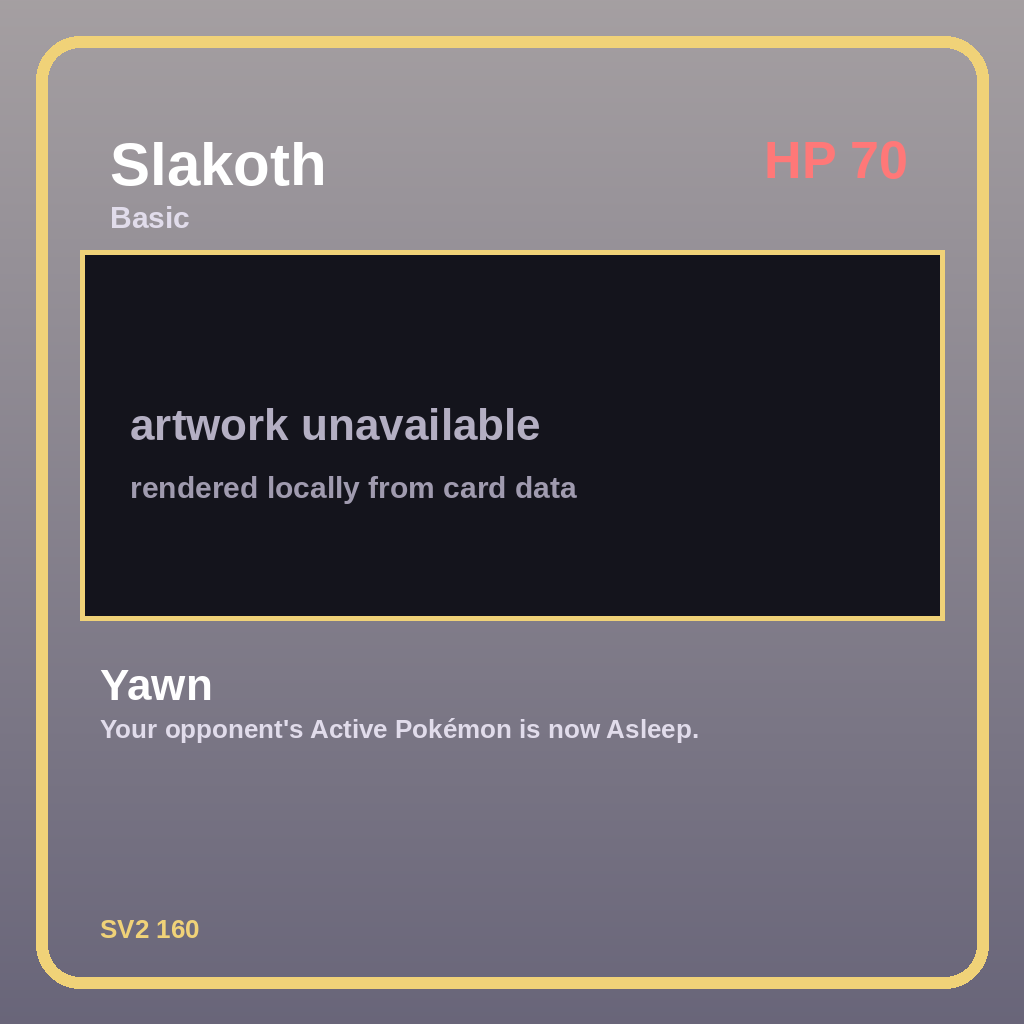 Slakoth
HP 70
Basic
artwork unavailable
rendered locally from card data
Yawn
Your opponent's Active Pokémon is now Asleep.
SV2 160